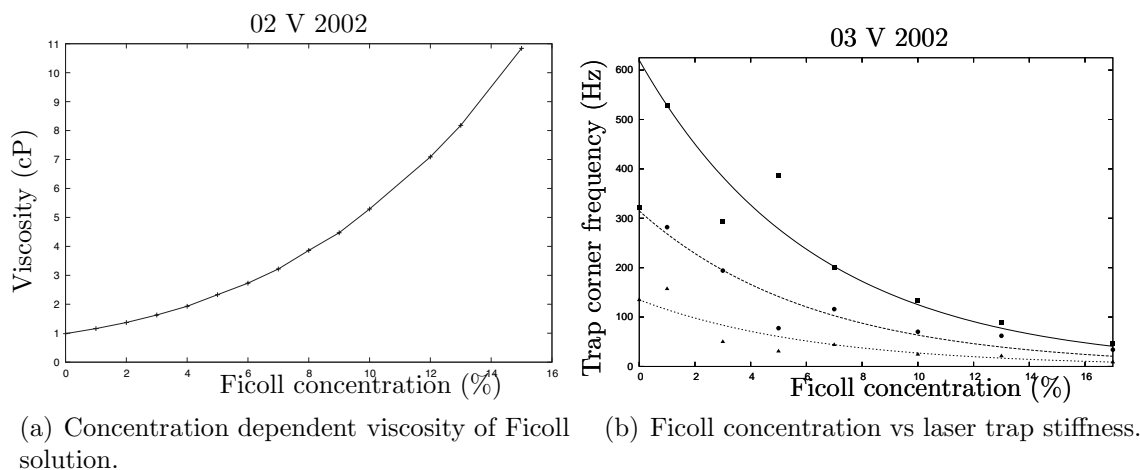 02 V 2002
Viscosity (cP)
11
10
9
8
7
6
5
4
3
2
1
0
0 2 4 6 8 10 12 14 16
Ficoll concentration (%)
(a) Concentration dependent viscosity of Ficoll
solution.
03 V 2002
Trap corner frequency (Hz)
600
500
400
300
200
100
0
0 2 4 6 8 10 12 14 16
Ficoll concentration (%)
(b) Ficoll concentration vs laser trap stiffness.